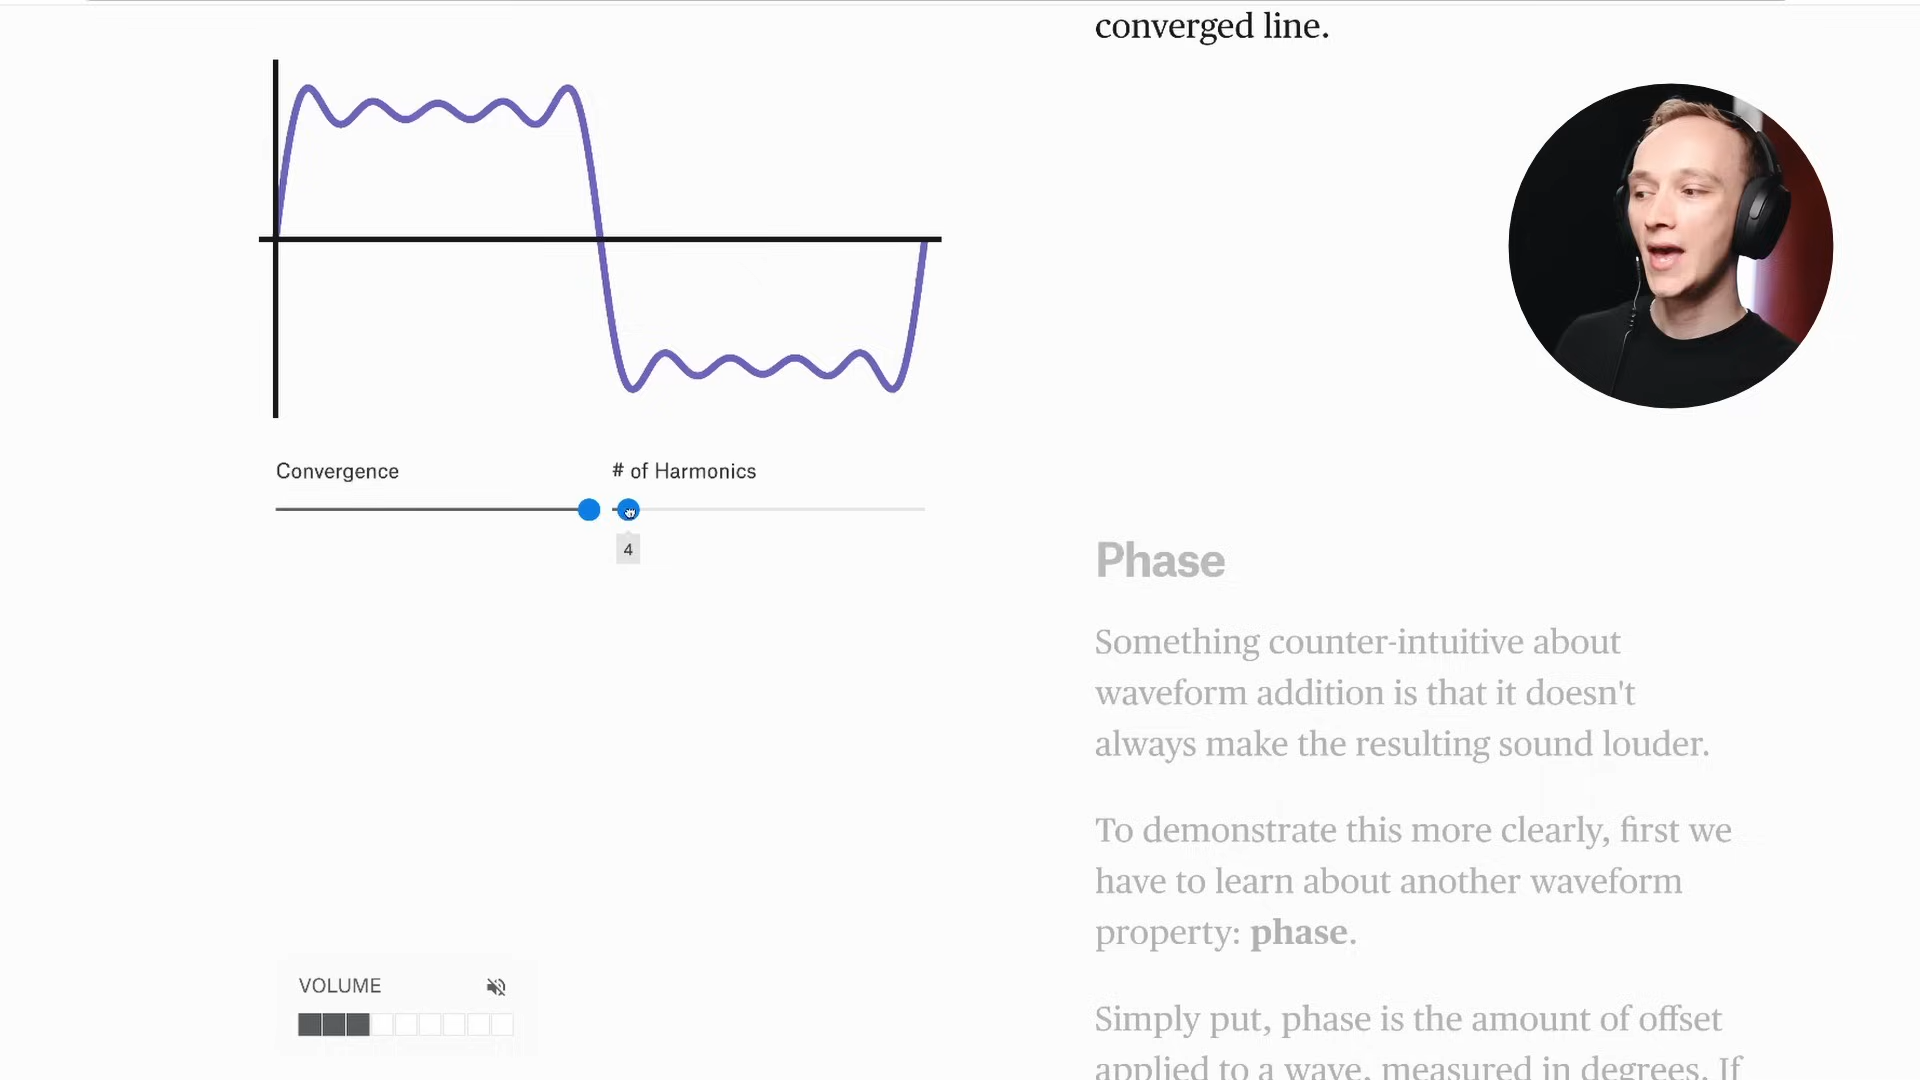 converged line.
Convergence
# of Harmonics
4
Phase
Something counter-intuitive about
waveform addition is that it doesn't
always make the resulting sound louder.
To demonstrate this more clearly, first we
have to learn about another waveform
property: phase.
Simply put, phase is the amount of offset
applied to a wave, measured in degrees. If
VOLUME